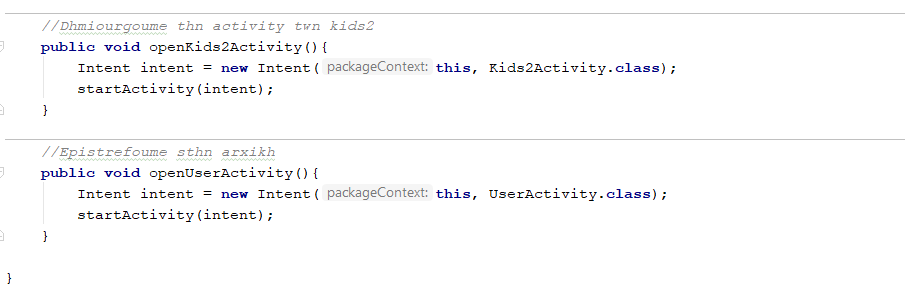 //Dhmiourgoume thn activity twn kids2
public void openKids2Activity(){
Intent intent = new Intent( packageContext: this, Kids2Activity.class);
startActivity(intent);
}
//Epistrefoume sthn arxikh
public void openUserActivity(){
Intent intent = new Intent( packageContext: this, UserActivity.class);
startActivity(intent);
}
}